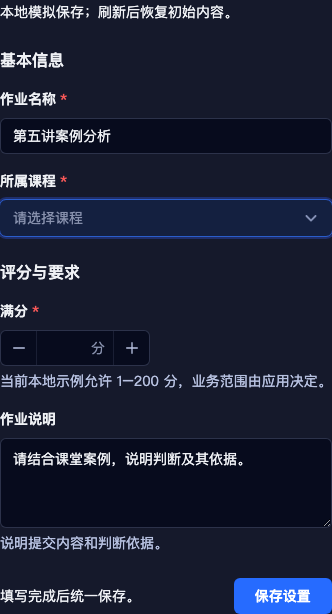 本地模拟保存；刷新后恢复初始内容。
基本信息
作业名称 *
第五讲案例分析
所属课程 *
请选择课程
评分与要求
满分 *
− 分 +
当前本地示例允许 1–200 分，业务范围由应用决定。
作业说明
请结合课堂案例，说明判断及其依据。
说明提交内容和判断依据。
填写完成后统一保存。 保存设置